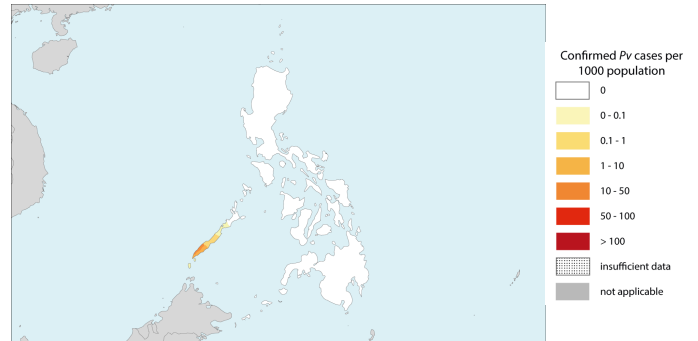 Confirmed Pv cases per
1000 population
0
0 - 0.1
0.1 - 1
1 - 10
10 - 50
50 - 100
> 100
insufficient data
not applicable